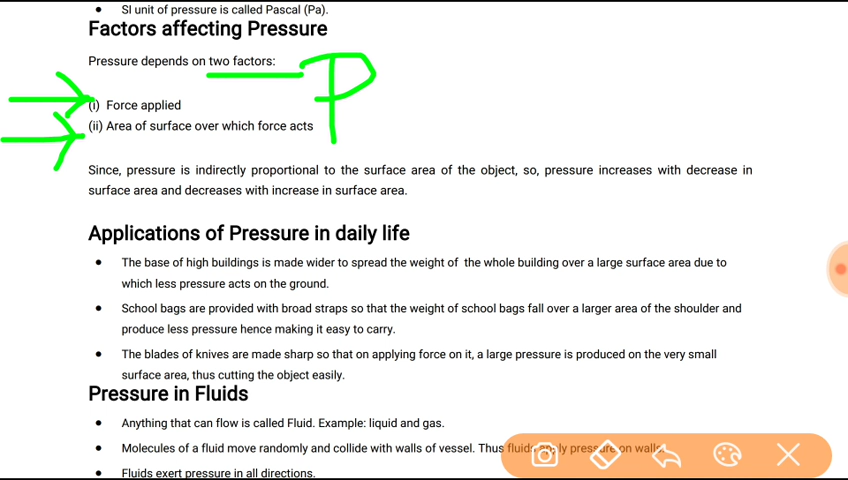 • SI unit of pressure is called Pascal (Pa).
Factors affecting Pressure
Pressure depends on two factors:
P
(i) Force applied
(ii) Area of surface over which force acts
Since, pressure is indirectly proportional to the surface area of the object, so, pressure increases with decrease in
surface area and decreases with increase in surface area.
Applications of Pressure in daily life
• The base of high buildings is made wider to spread the weight of the whole building over a large surface area due to
which less pressure acts on the ground.
• School bags are provided with broad straps so that the weight of school bags fall over a larger area of the shoulder and
produce less pressure hence making it easy to carry.
• The blades of knives are made sharp so that on applying force on it, a large pressure is produced on the very small
surface area, thus cutting the object easily.
Pressure in Fluids
• Anything that can flow is called Fluid. Example: liquid and gas.
• Molecules of a fluid move randomly and collide with walls of vessel. Thus fluids apply pressure on walls.
• Fluids exert pressure in all directions.